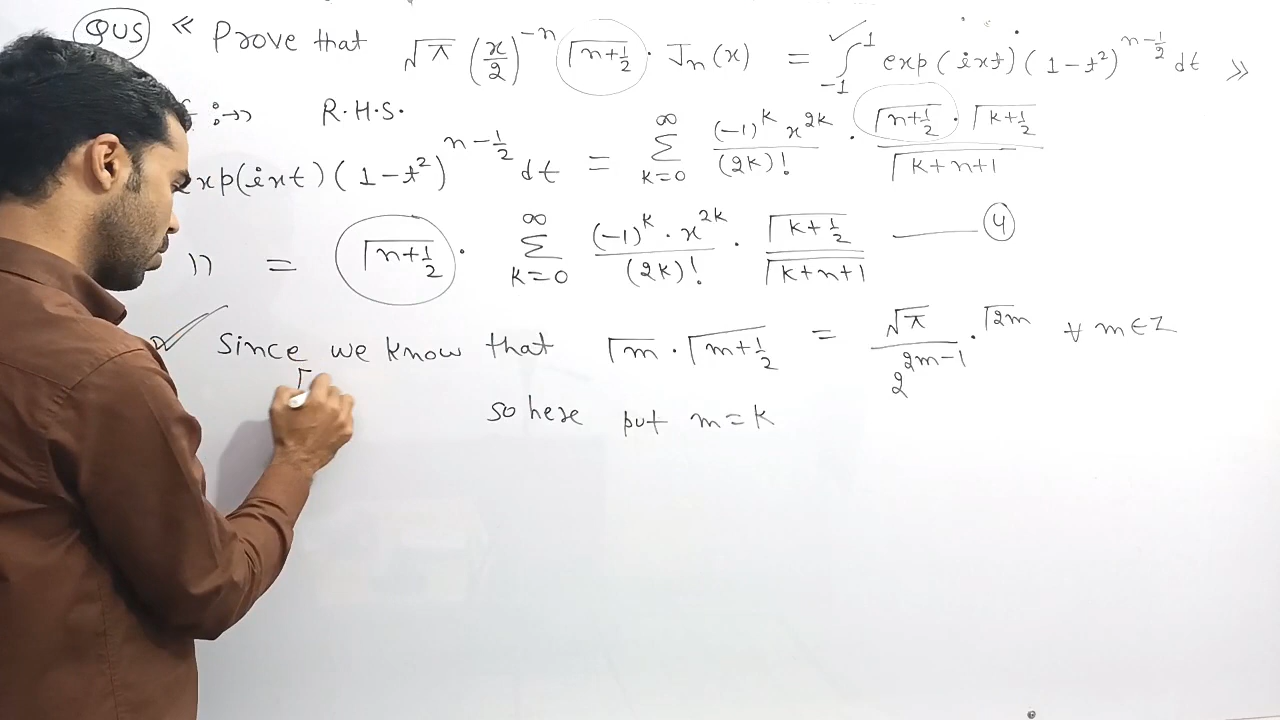 QUS << Prove that √π (x/2)^{-n} Γ(n+1/2) · J_n(x) = ∫_{-1}^{1} exp(ixt) (1-t²)^{n-1/2} dt >>
f :→ R.H.S.
exp(ixt) (1-t²)^{n-1/2} dt = Σ_{k=0}^{∞} (-1)^k x^{2k} / (2k)! · Γ(n+1/2) · Γ(k+1/2) / Γ(k+n+1)
" = Γ(n+1/2) · Σ_{k=0}^{∞} (-1)^k · x^{2k} / (2k)! · Γ(k+1/2) / Γ(k+n+1) —— 4
Since we know that Γm · Γ(m+1/2) = √π / 2^{2m-1} · Γ2m ∀ m∈Z
so here put m=k
Γ